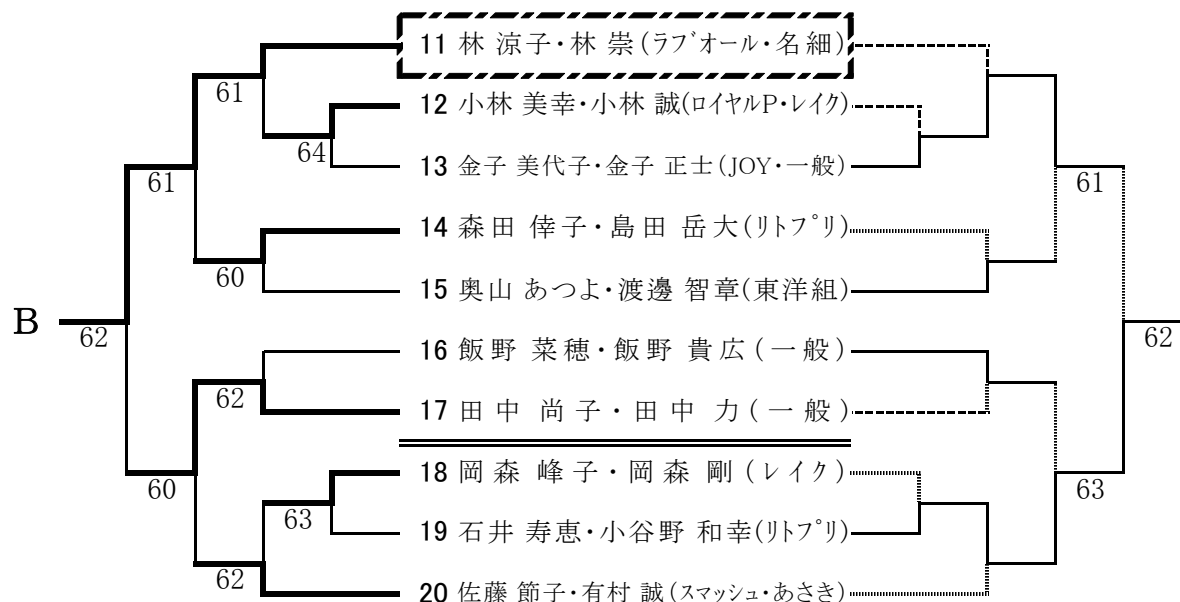 11 林 涼子・林 崇(ラブオール・名細)
61
12 小林 美幸・小林 誠(ロイヤルP・レイク)
64
13 金子 美代子・金子 正士(JOY・一般)
61
61
14 森田 倖子・島田 岳大(リトプリ)
60
15 奥山 あつよ・渡邊 智章(東洋組)
B
62
62
16 飯野 菜穂・飯野 貴広(一般)
62
17 田中 尚子・田中 力(一般)
18 岡森 峰子・岡森 剛(レイク)
60
63
63
19 石井 寿恵・小谷野 和幸(リトプリ)
62
20 佐藤 節子・有村 誠(スマッシュ・あさき)